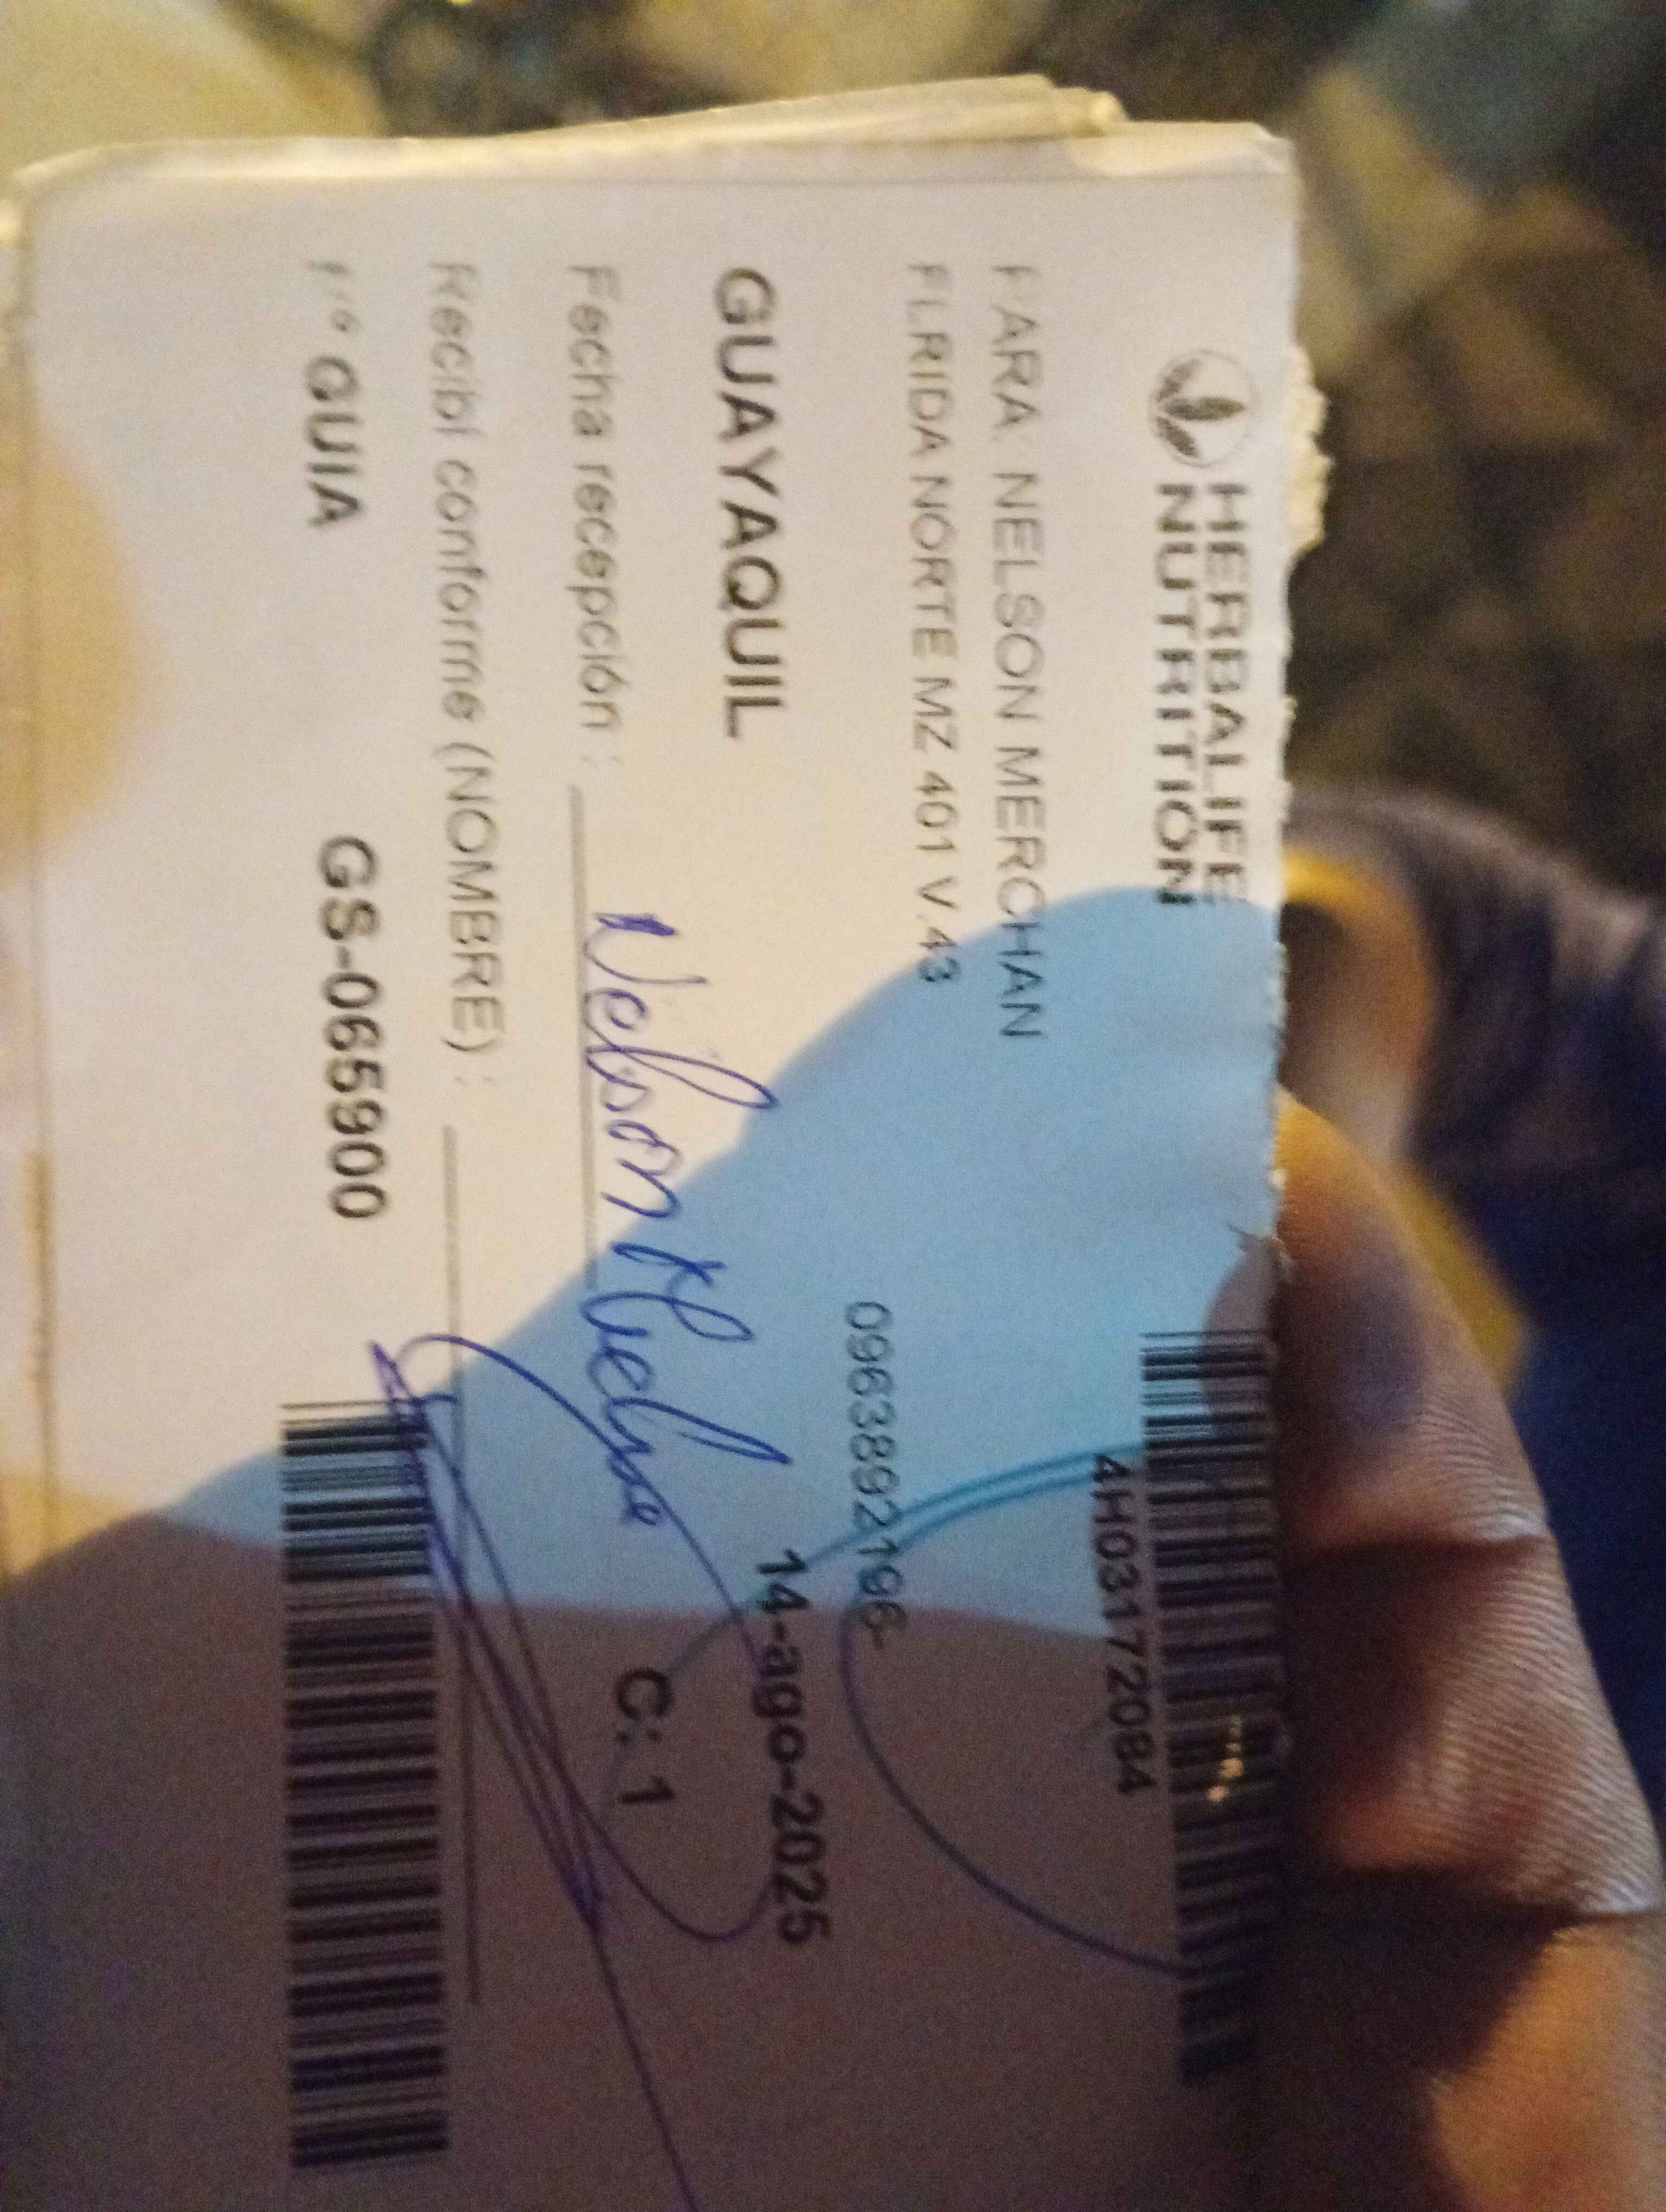 HERBALIFE
NUTRITION
4H03172084
PARA: NELSON MERCHAN
FLRIDA NORTE MZ 401 V.43
0963892196
GUAYAQUIL 14-ago-2025
Fecha recepción : Nelson C: 1
Recibí conforme (NOMBRE) :
GUIA GS-065900